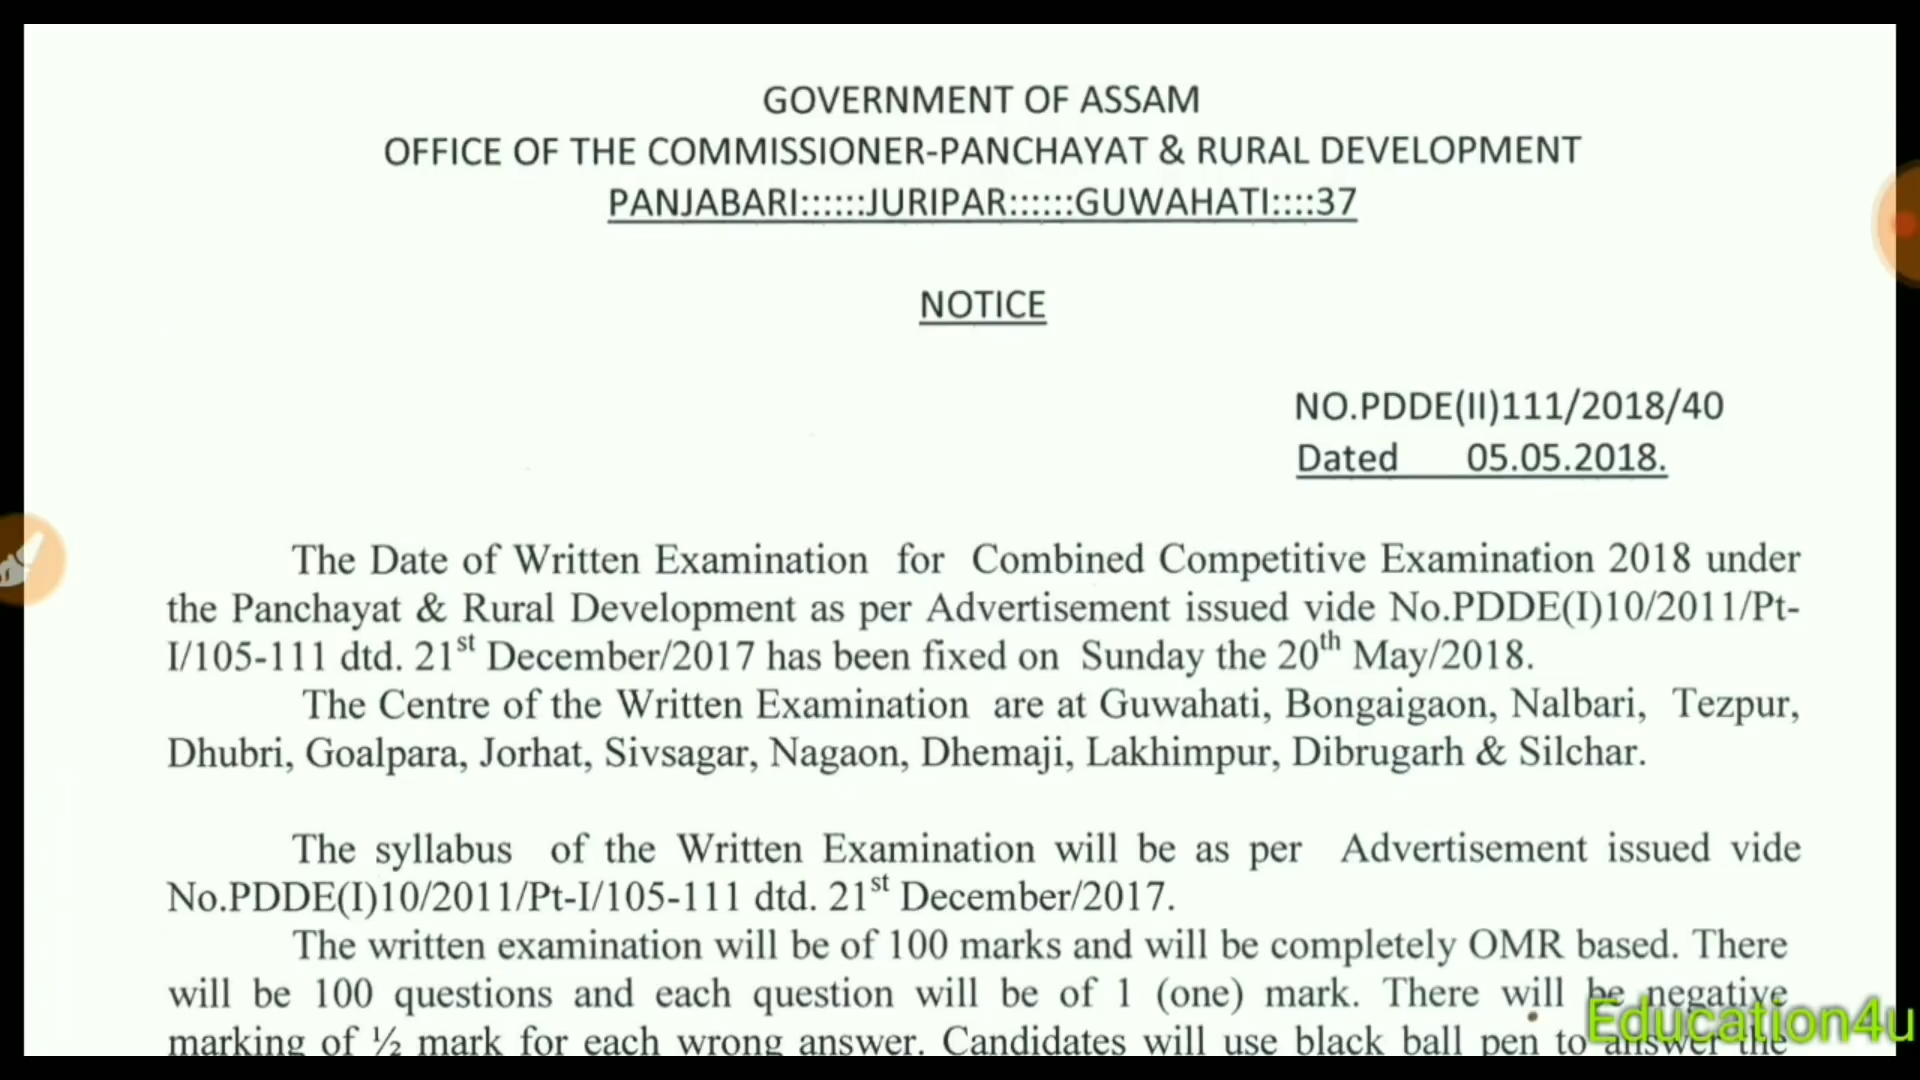 GOVERNMENT OF ASSAM
OFFICE OF THE COMMISSIONER-PANCHAYAT & RURAL DEVELOPMENT
PANJABARI::::::JURIPAR::::::GUWAHATI::::37
NOTICE
NO.PDDE(II)111/2018/40
Dated 05.05.2018.
The Date of Written Examination for Combined Competitive Examination 2018 under
the Panchayat & Rural Development as per Advertisement issued vide No.PDDE(I)10/2011/Pt-
I/105-111 dtd. 21st December/2017 has been fixed on Sunday the 20th May/2018.
The Centre of the Written Examination are at Guwahati, Bongaigaon, Nalbari, Tezpur,
Dhubri, Goalpara, Jorhat, Sivsagar, Nagaon, Dhemaji, Lakhimpur, Dibrugarh & Silchar.
The syllabus of the Written Examination will be as per Advertisement issued vide
No.PDDE(I)10/2011/Pt-I/105-111 dtd. 21st December/2017.
The written examination will be of 100 marks and will be completely OMR based. There
will be 100 questions and each question will be of 1 (one) mark. There will be negative
marking of ½ mark for each wrong answer. Candidates will use black ball pen to answer the
Education4u